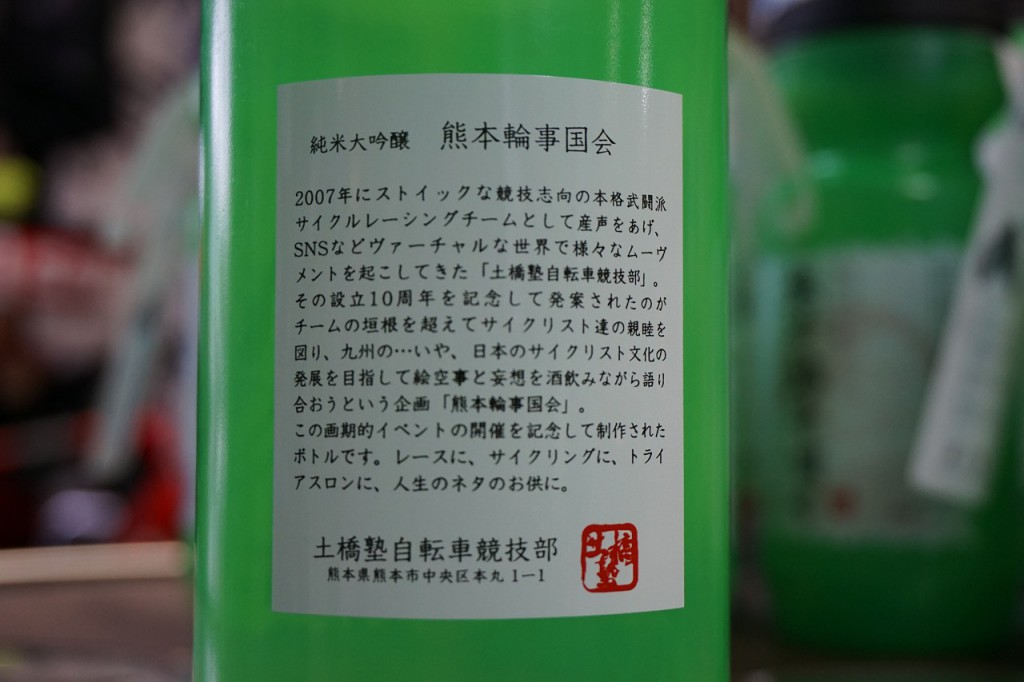 純米大吟醸　熊本輪事国会
2007年にストイックな競技志向の本格武闘派
サイクルレーシングチームとして産声をあげ、
SNSなどヴァーチャルな世界で様々なムーヴ
メントを起こしてきた「土橋塾自転車競技部」。
その設立10周年を記念して発案されたのが
チームの垣根を超えてサイクリスト達の親睦を
図り、九州の…いや、日本のサイクリスト文化の
発展を目指して絵空事と妄想を酒飲みながら語り
合おうという企画「熊本輪事国会」。
この画期的イベントの開催を記念して制作された
ボトルです。レースに、サイクリングに、トライ
アスロンに、人生のネタのお供に。
土橋塾自転車競技部
熊本県熊本市中央区本丸 1−1
土橋塾